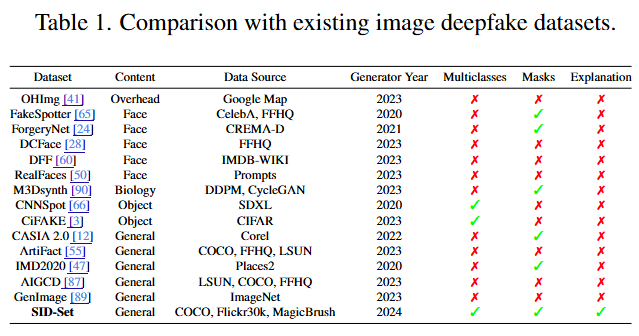 Table 1. Comparison with existing image deepfake datasets.
Dataset Content Data Source Generator Year Multiclasses Masks Explanation
OHImg [41] Overhead Google Map 2023 ✗ ✗ ✗
FakeSpotter [65] Face CelebA, FFHQ 2020 ✗ ✓ ✗
ForgeryNet [24] Face CREMA-D 2021 ✗ ✓ ✗
DCFace [28] Face FFHQ 2023 ✗ ✗ ✗
DFF [60] Face IMDB-WIKI 2023 ✗ ✗ ✗
RealFaces [50] Face Prompts 2023 ✗ ✗ ✗
M3Dsynth [90] Biology DDPM, CycleGAN 2023 ✗ ✓ ✗
CNNSpot [66] Object SDXL 2020 ✓ ✗ ✗
CiFAKE [3] Object CIFAR 2023 ✓ ✗ ✗
CASIA 2.0 [12] General Corel 2022 ✗ ✓ ✗
ArtiFact [55] General COCO, FFHQ, LSUN 2023 ✗ ✗ ✗
IMD2020 [47] General Places2 2020 ✗ ✓ ✗
AIGCD [87] General LSUN, COCO, FFHQ 2023 ✗ ✗ ✗
GenImage [89] General ImageNet 2023 ✗ ✗ ✗
SID-Set General COCO, Flickr30k, MagicBrush 2024 ✓ ✓ ✓